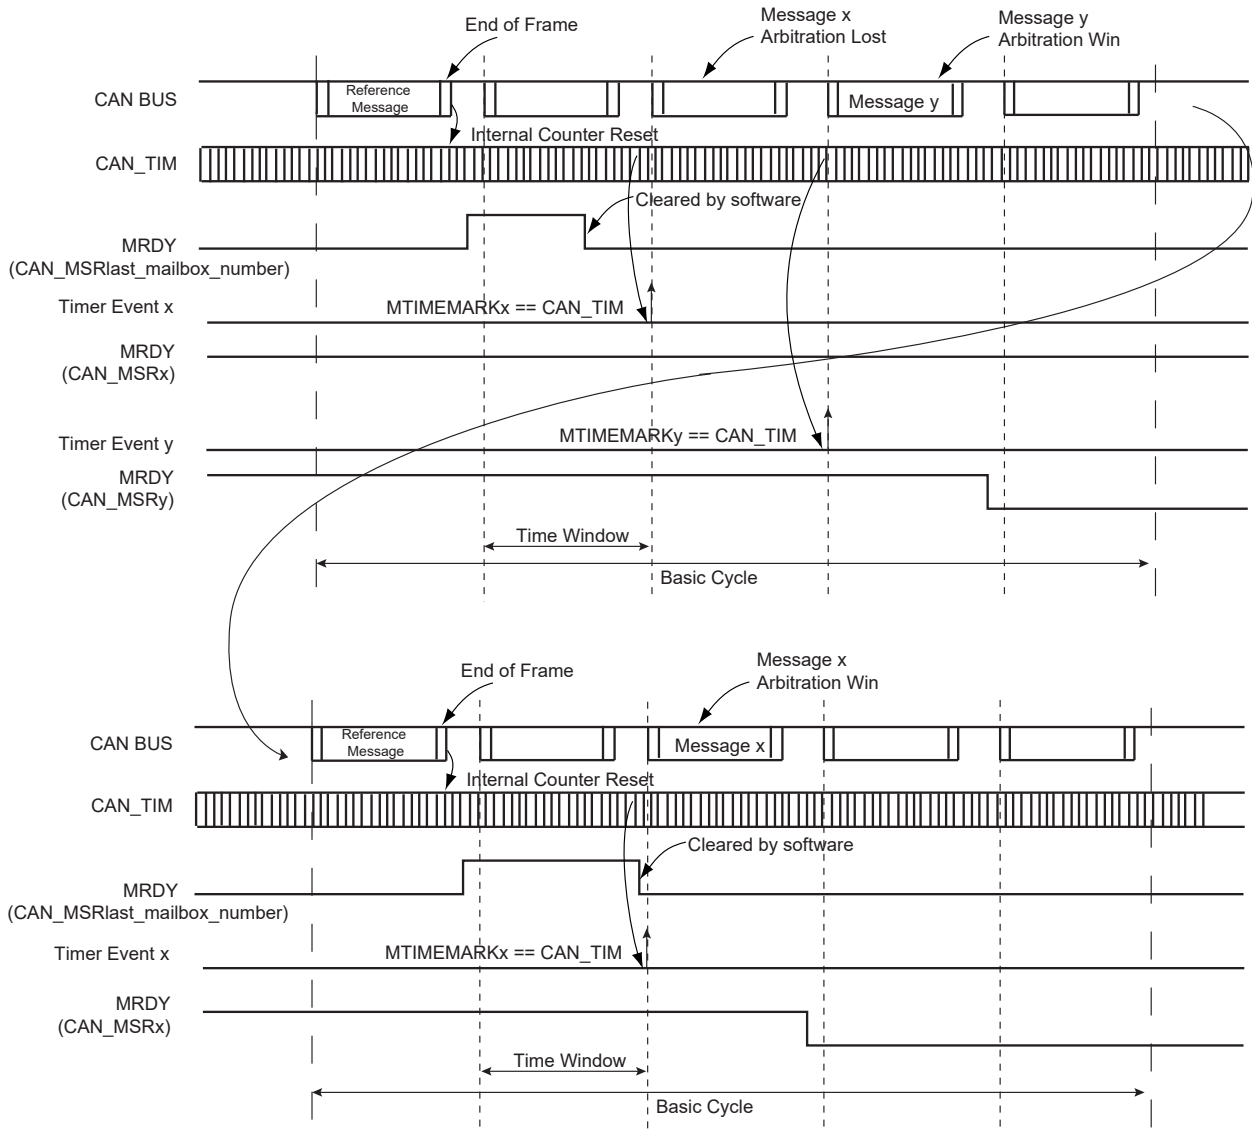 End of Frame
Message x
Arbitration Lost
Message y
Arbitration Win
CAN BUS
Reference
Message
Message y
Internal Counter Reset
CAN_TIM
Cleared by software
MRDY
(CAN_MSRlast_mailbox_number)
Timer Event x
MTIMEMARKx == CAN_TIM
MRDY
(CAN_MSRx)
Timer Event y
MTIMEMARKy == CAN_TIM
MRDY
(CAN_MSRy)
Time Window
Basic Cycle
End of Frame
Message x
Arbitration Win
CAN BUS
Reference
Message
Message x
Internal Counter Reset
CAN_TIM
Cleared by software
MRDY
(CAN_MSRlast_mailbox_number)
Timer Event x
MTIMEMARKx == CAN_TIM
MRDY
(CAN_MSRx)
Time Window
Basic Cycle